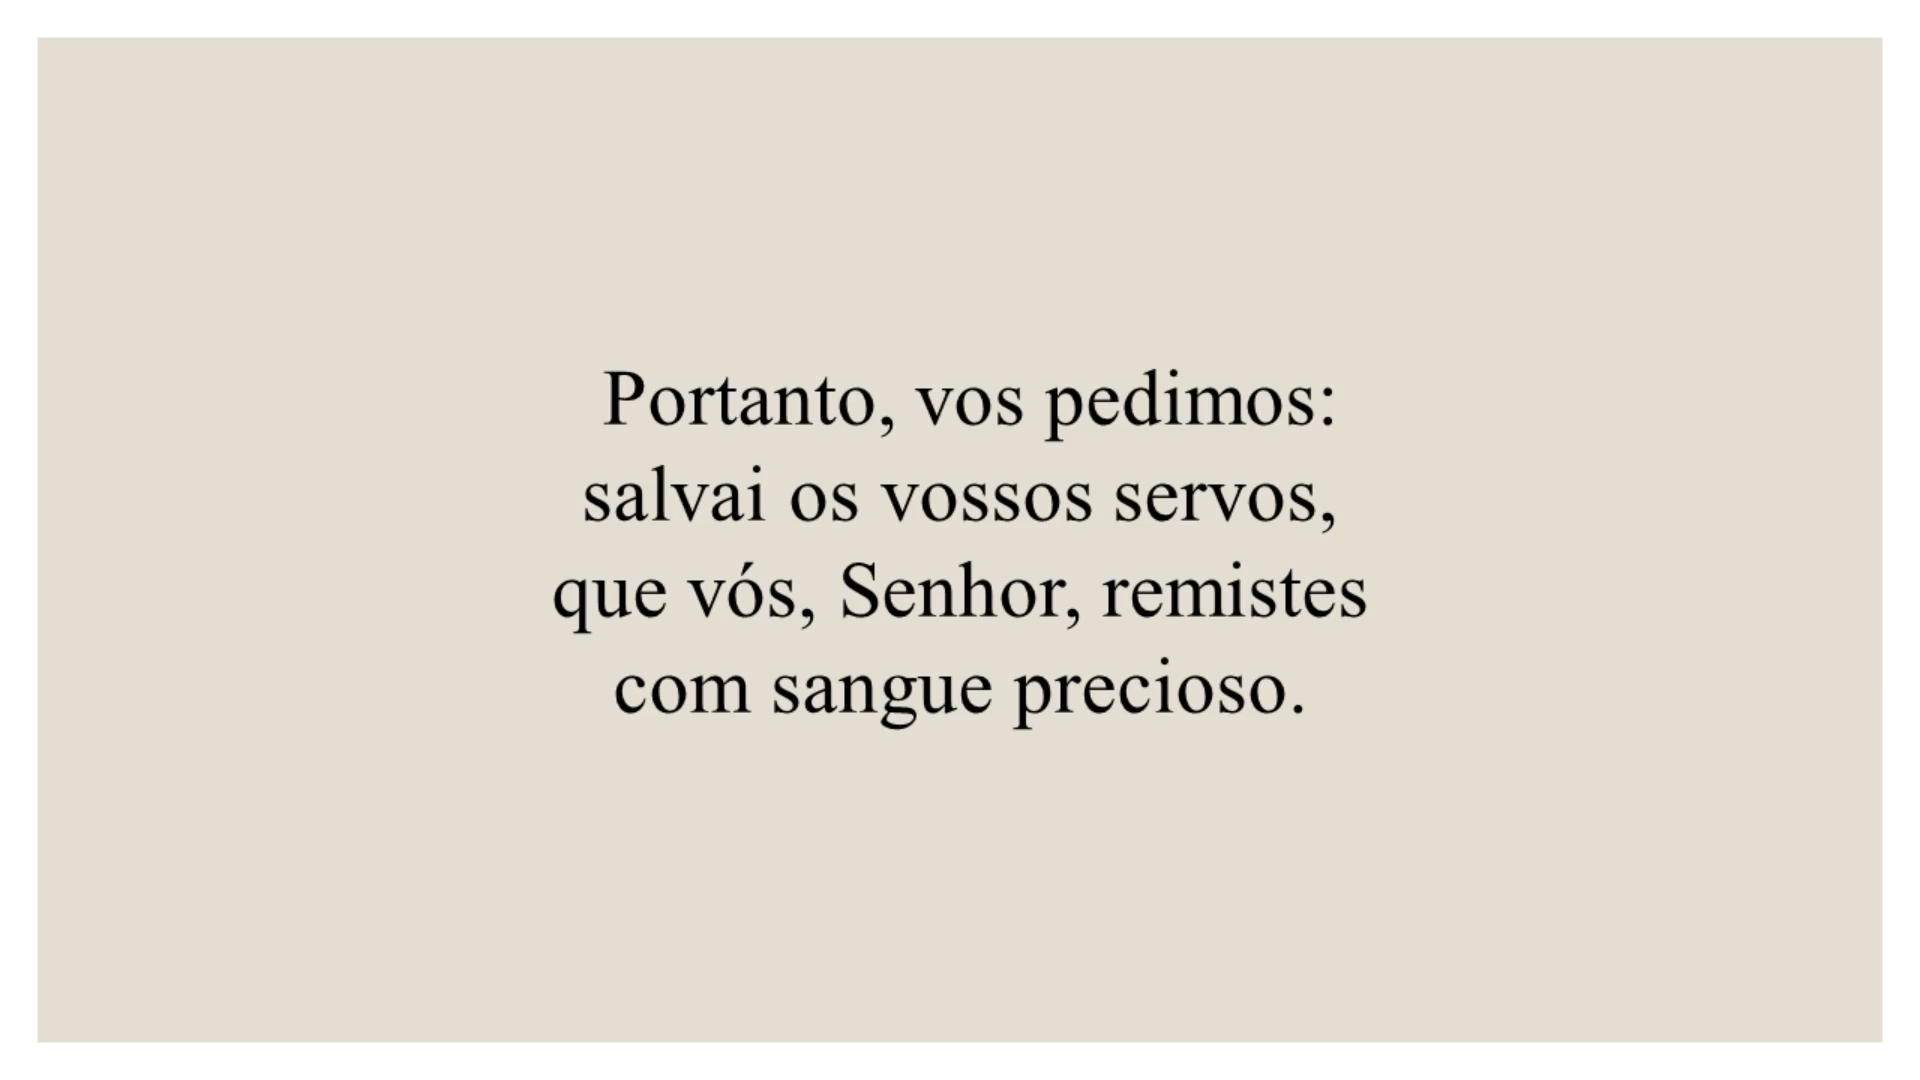 Portanto, vos pedimos:
salvai os vossos servos,
que vós, Senhor, remistes
com sangue precioso.